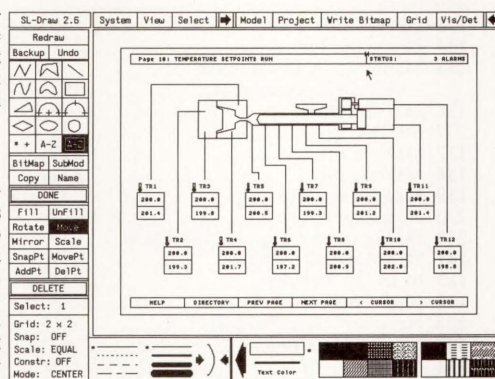 SL-Draw 2.6 System View Select Model Project Write Bitmap Grid Vis/Det
Redraw
Backup Undo
* + A-Z A-Z
BitMap SubMod
Copy Name
DONE
Fill UnFill
Rotate Move
Mirror Scale
SnapPt MovePt
AddPt DelPt
DELETE
Select: 1
Grid: 2 x 2
Snap: OFF
Scale: EQUAL
Constr: OFF
Mode: CENTER
Page 10: TEMPERATURE SETPOINTS RUN STATUS: 3 ALARMS
TR1 TR3 TR5 TR7 TR9 TR11
200.0 200.0 200.0 200.0 200.0 200.0
201.4 199.8 200.5 199.3 201.2 201.4
TR2 TR4 TR6 TR8 TR10 TR12
200.0 200.0 200.0 200.0 200.0 200.0
199.3 201.7 197.2 200.9 202.0 198.8
HELP DIRECTORY PREV PAGE NEXT PAGE < CURSOR > CURSOR
Text Color